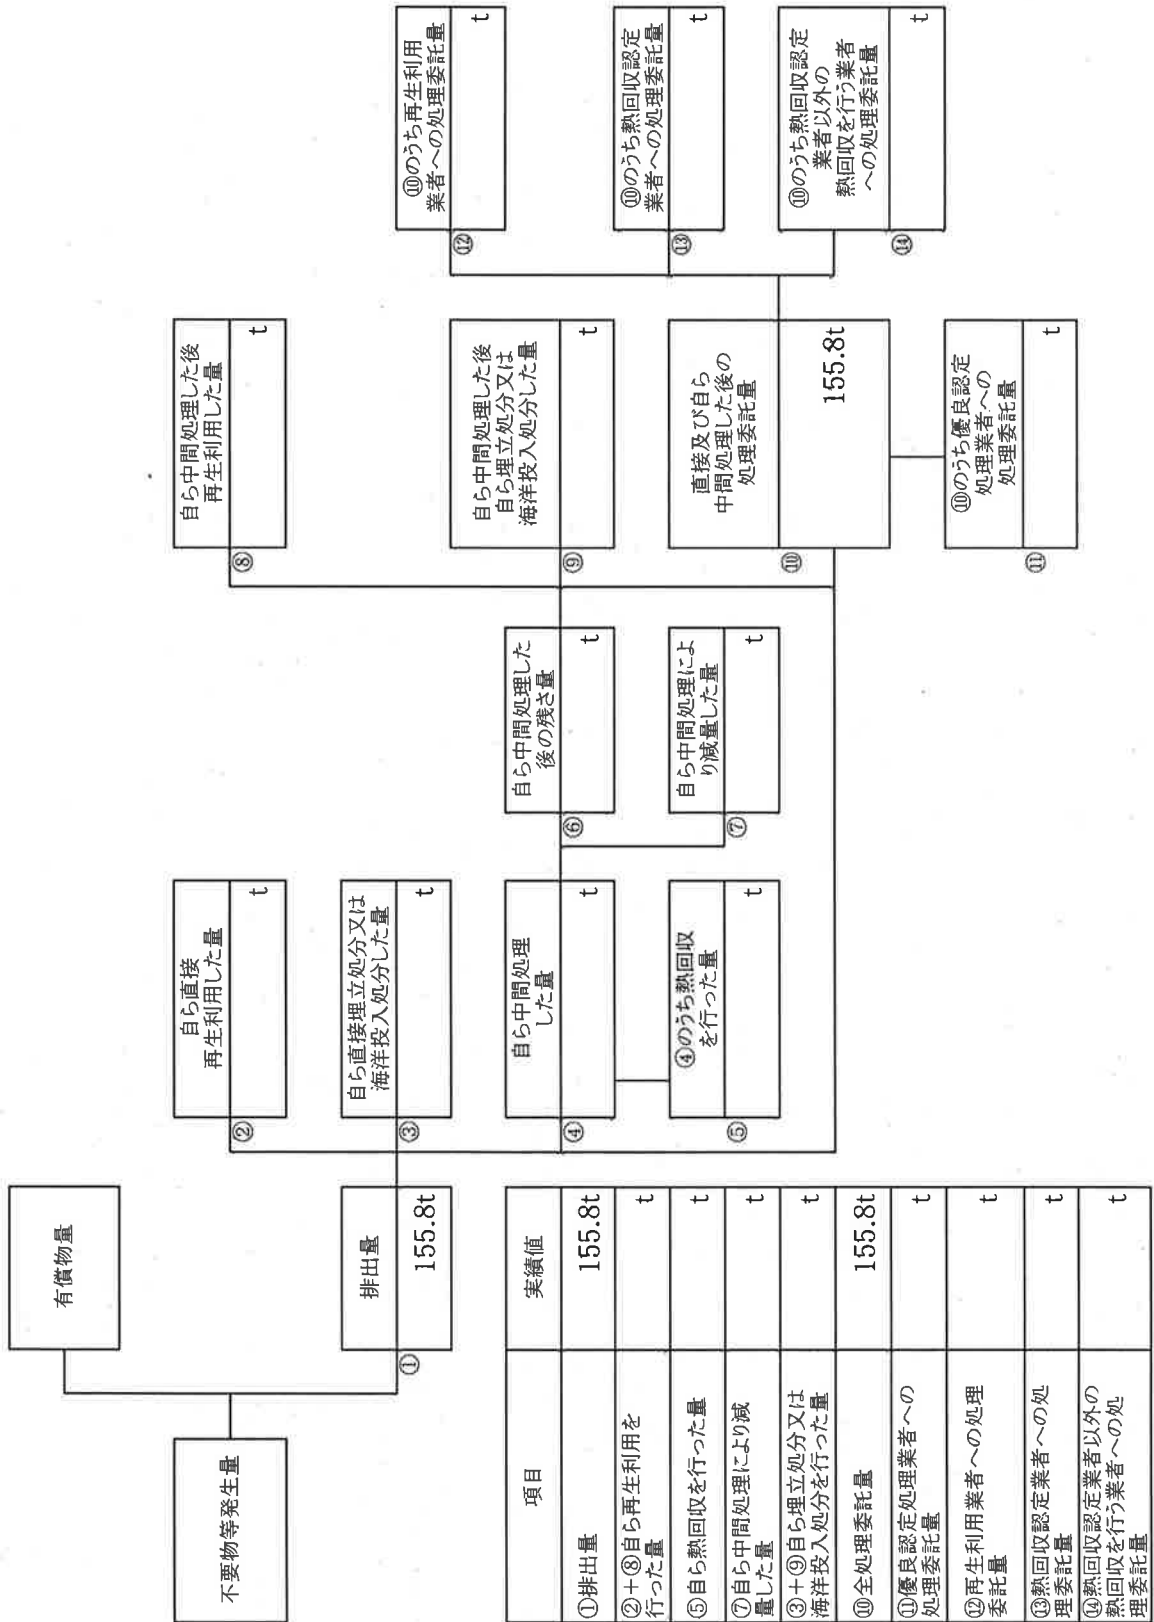 不要物等発生量
有償物量
排出量
① 155.8t
自ら直接
再生利用した量
② t
自ら直接埋立処分又は
海洋投入処分した量
③ t
自ら中間処理
した量
④ t
④のうち熱回収
を行った量
⑤ t
自ら中間処理した
後の残さ量
⑥ t
自ら中間処理によ
り減量した量
⑦ t
自ら中間処理した後
再生利用した量
⑧ t
自ら中間処理した後
自ら埋立処分又は
海洋投入処分した量
⑨ t
直接及び自ら
中間処理した後の
処理委託量
⑩ 155.8t
⑩のうち優良認定
処理業者への
処理委託量
⑪ t
⑩のうち再生利用
業者への処理委託量
⑫ t
⑩のうち熱回収認定
業者への処理委託量
⑬ t
⑩のうち熱回収認定
業者以外の
熱回収を行う業者
への処理委託量
⑭ t
項目 実績値
①排出量 155.8t
②+⑧自ら再生利用を
行った量 t
⑤自ら熱回収を行った量 t
⑦自ら中間処理により減
量した量 t
③+⑨自ら埋立処分又は
海洋投入処分を行った量 t
⑩全処理委託量 155.8t
⑪優良認定処理業者への
処理委託量 t
⑫再生利用業者への処理
委託量 t
⑬熱回収認定業者への処
理委託量 t
⑭熱回収認定業者以外の
熱回収を行う業者への処
理委託量 t